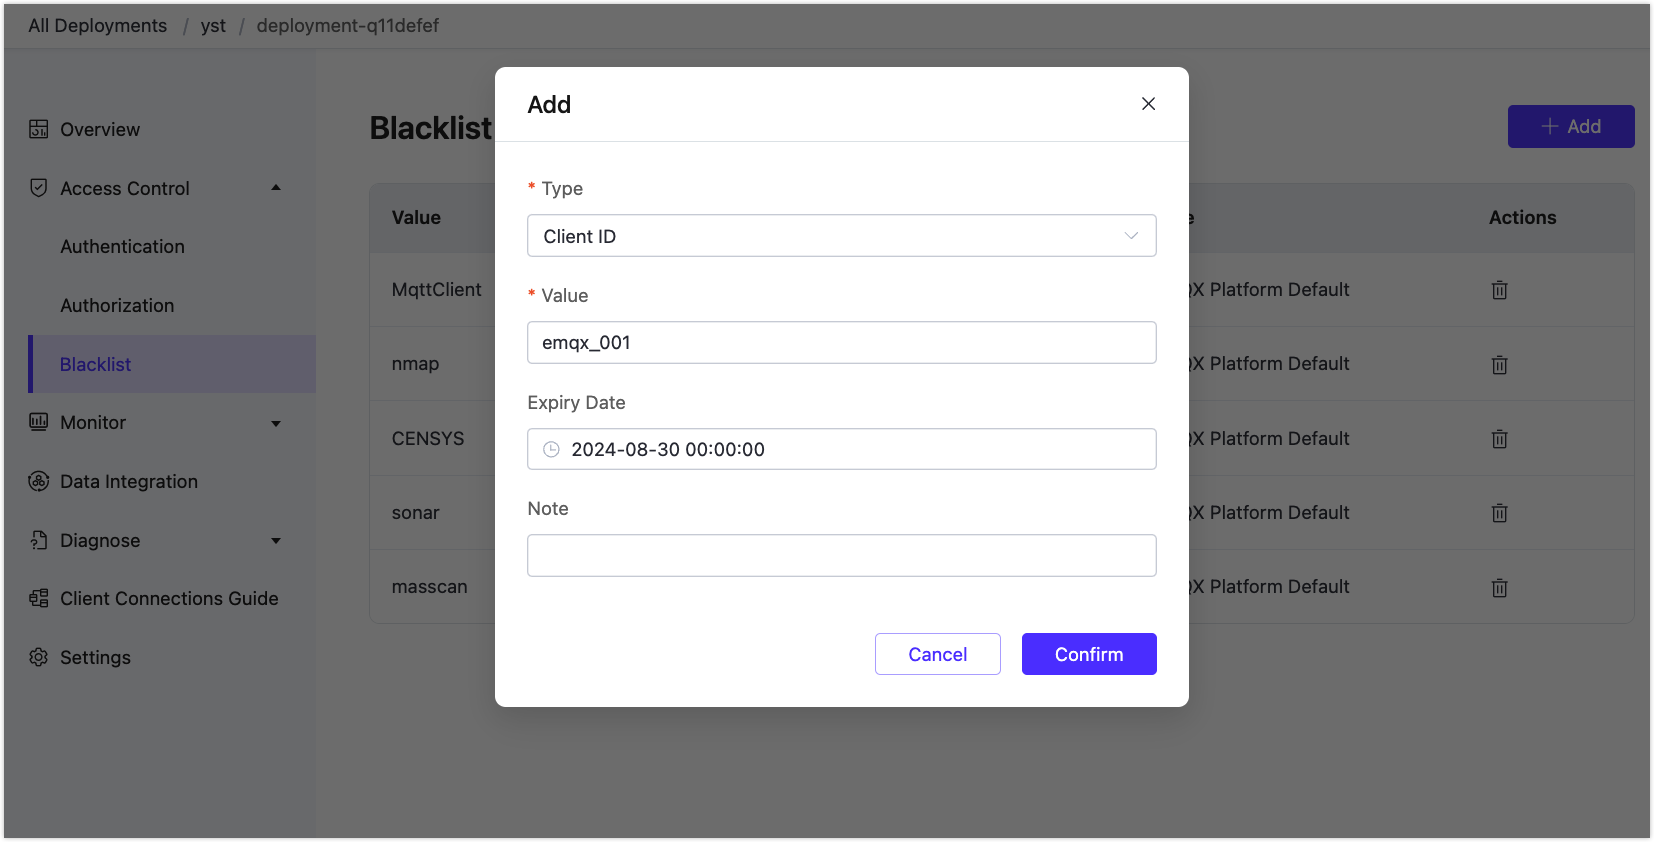 All Deployments / yst / deployment-q11defef
Overview
Access Control
Authentication
Authorization
Blacklist
Monitor
Data Integration
Diagnose
Client Connections Guide
Settings
Blacklist
+ Add
Value
Actions
MqttClient
X Platform Default
nmap
X Platform Default
CENSYS
X Platform Default
sonar
X Platform Default
masscan
X Platform Default
Add
* Type
Client ID
* Value
emqx_001
Expiry Date
2024-08-30 00:00:00
Note
Cancel
Confirm